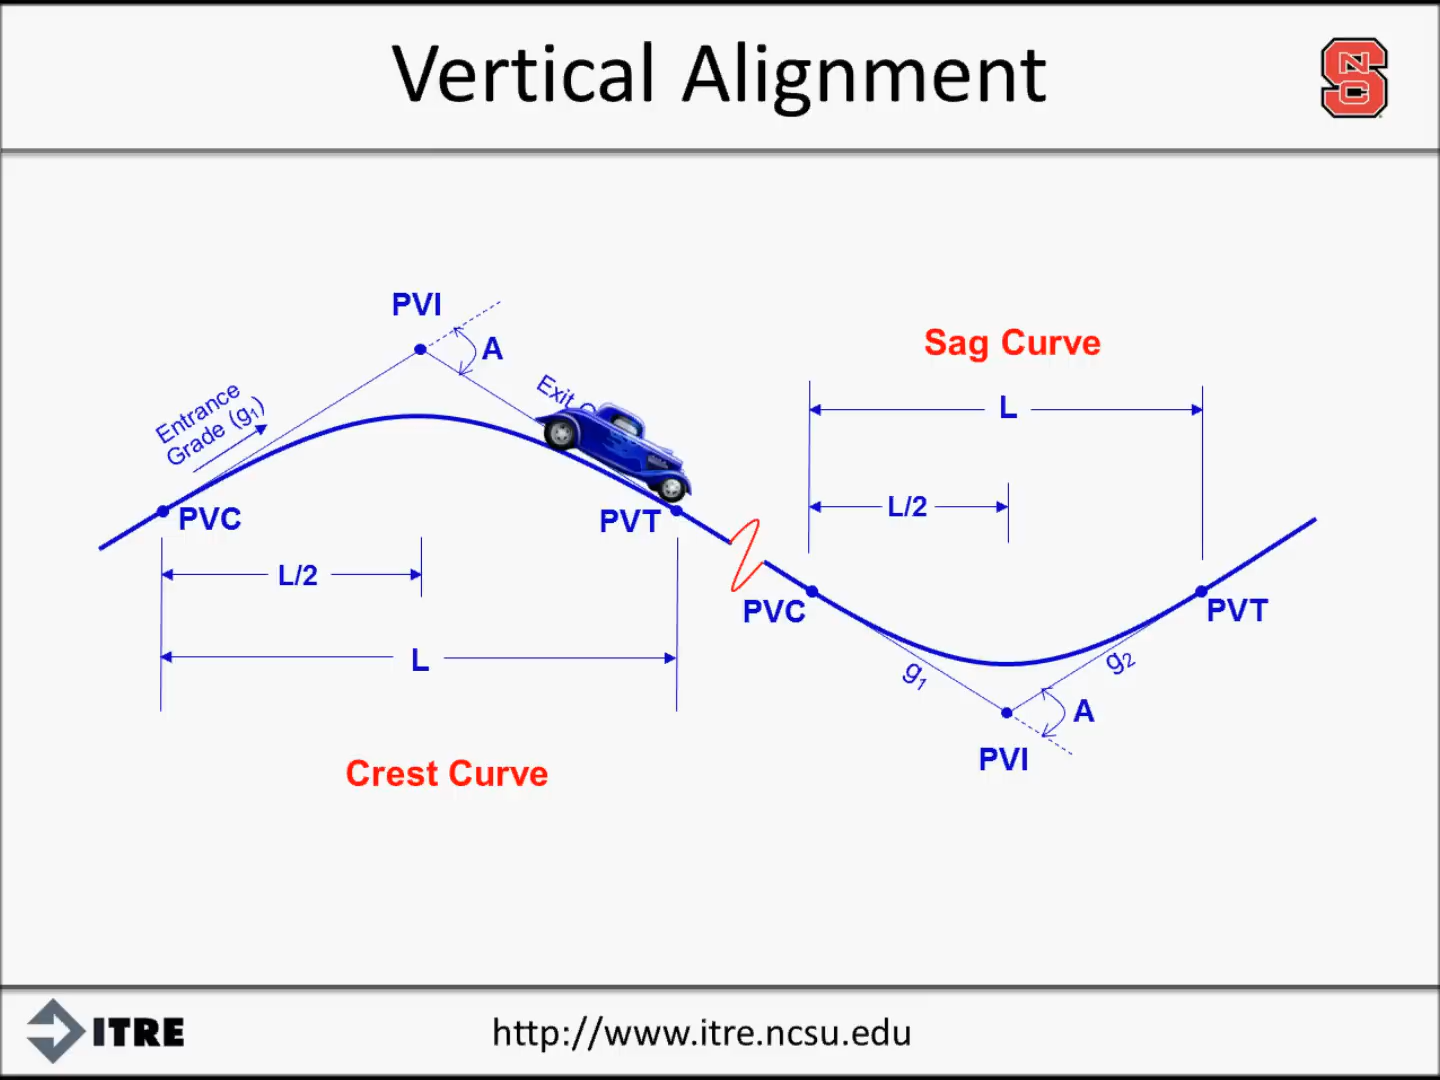 Vertical Alignment
NC S
PVI
A
Entrance
Grade (g1)
Exit
PVC
PVT
L/2
L
Crest Curve
Sag Curve
L
L/2
PVC
PVT
g1
g2
A
PVI
ITRE
http://www.itre.ncsu.edu